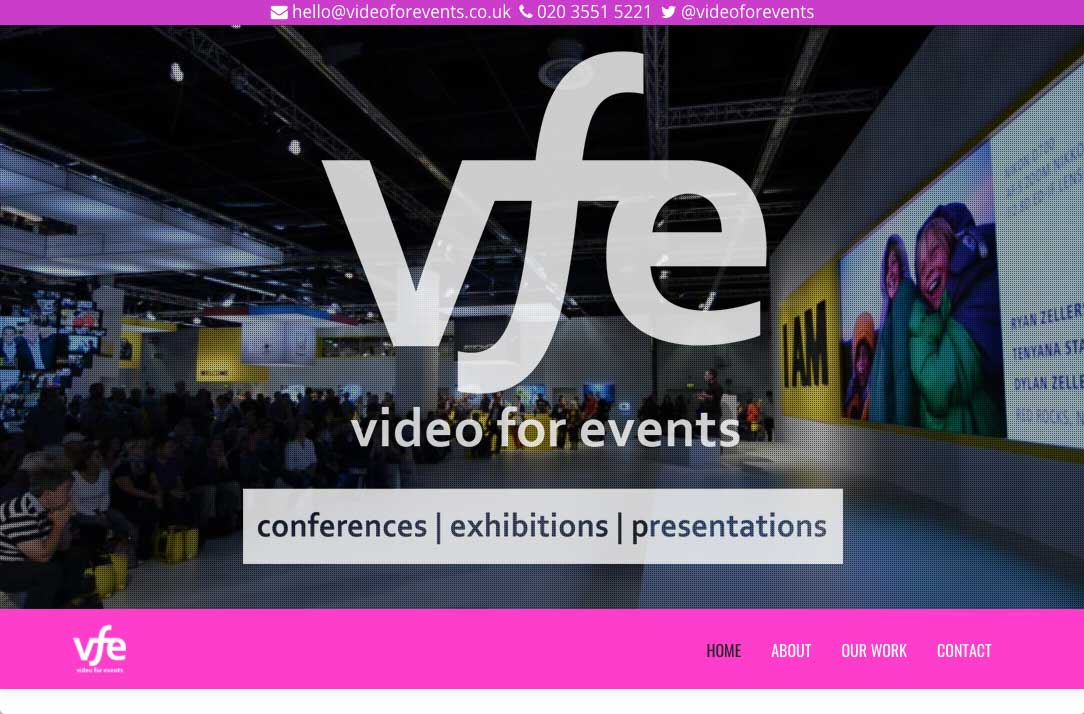 hello@videoforevents.co.uk 020 3551 5221 @videoforevents
vfe
video for events
conferences | exhibitions | presentations
I AM
RYAN ZELLER
TENYANA STA
DYLAN ZELLE
RED ROCKS, N
vfe
video for events
HOME ABOUT OUR WORK CONTACT